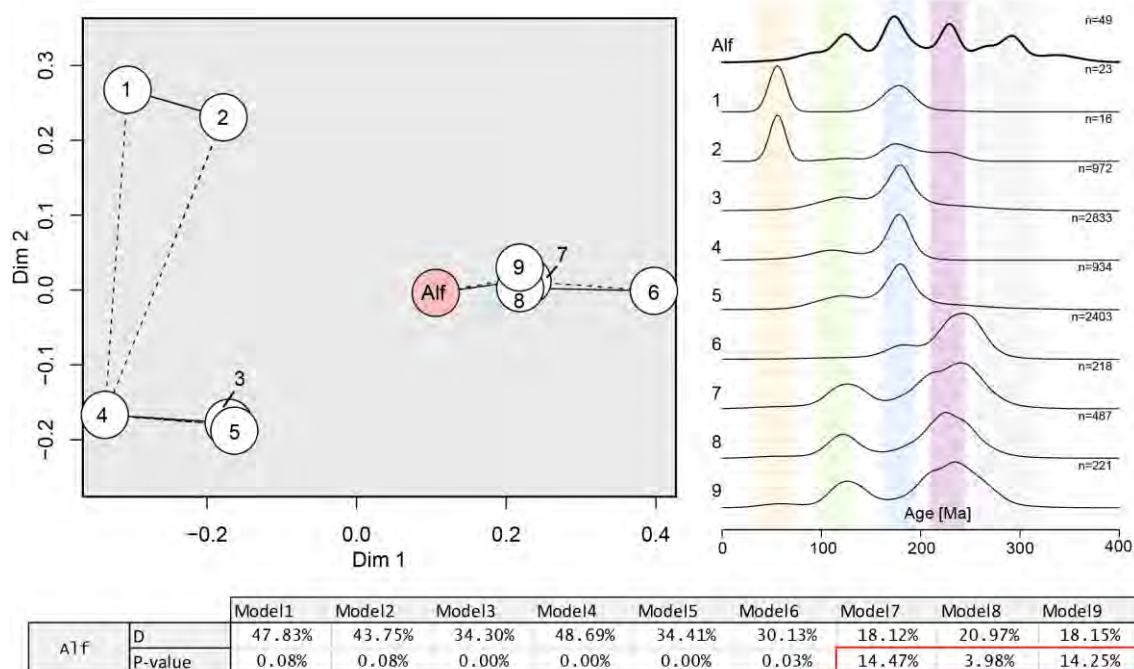 0.3
0.2
0.1
0.0
−0.1
−0.2
Dim 2
1
2
3
4
5
Alf
9
8
7
6
−0.2
0.0
0.2
0.4
Dim 1
Alf
n=49
1
n=23
2
n=16
3
n=972
4
n=2833
5
n=934
6
n=2403
7
n=218
8
n=487
9
n=221
Age [Ma]
0
100
200
300
400
Model1 Model2 Model3 Model4 Model5 Model6 Model7 Model8 Model9
Alf
D 47.83% 43.75% 34.30% 48.69% 34.41% 30.13% 18.12% 20.97% 18.15%
P-value 0.08% 0.08% 0.00% 0.00% 0.00% 0.03% 14.47% 3.98% 14.25%